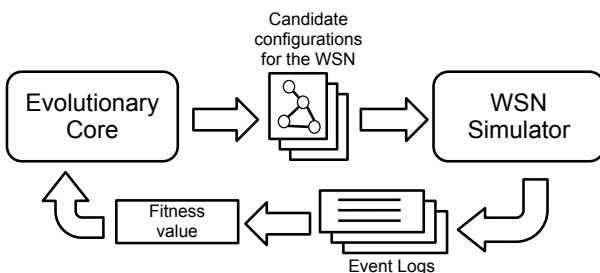 Candidate
configurations
for the WSN
Evolutionary
Core
WSN
Simulator
Fitness
value
Event Logs